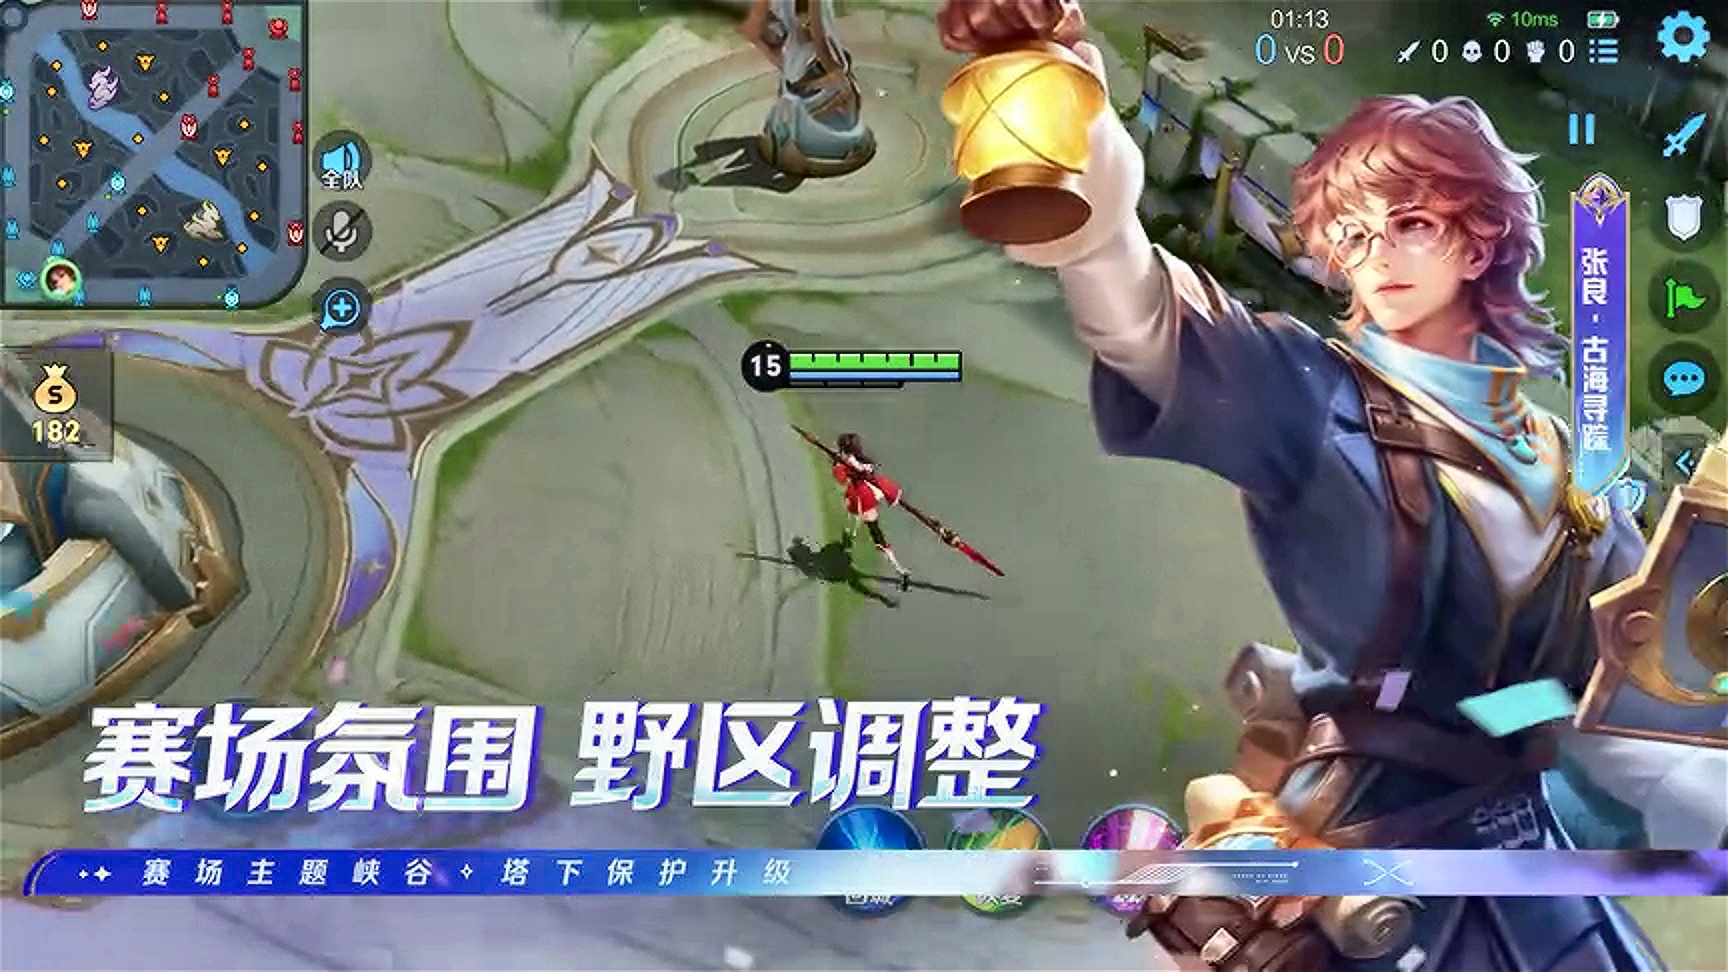 01:13
10ms
0 vs 0
0 0 0
全队
15
S
182
张良·古海寻踪
赛场氛围 野区调整
赛场主题峡谷 塔下保护升级